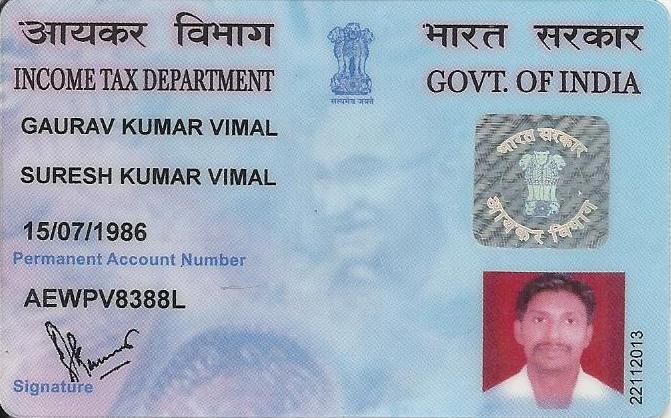 आयकर विभाग
INCOME TAX DEPARTMENT
सत्यमेव जयते
भारत सरकार
GOVT. OF INDIA
GAURAV KUMAR VIMAL
SURESH KUMAR VIMAL
15/07/1986
Permanent Account Number
AEWPV8388L
Signature
भारत सरकार
आयकर विभाग
22112013